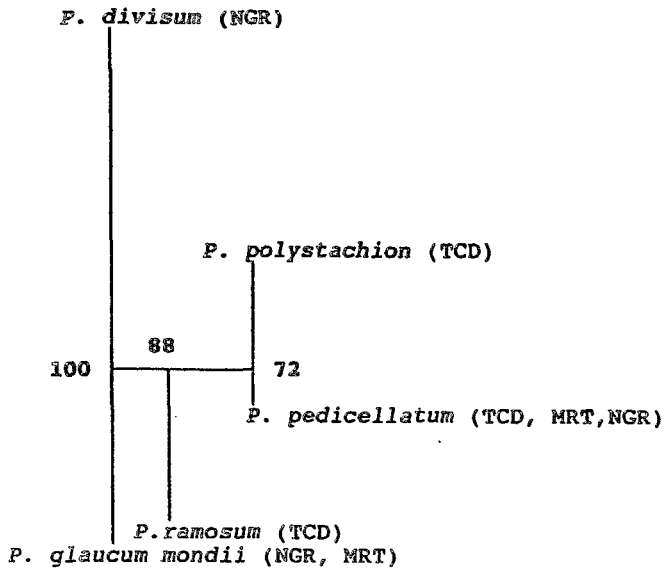 P. divisum (NGR)
P. polystachion (TCD)
88
100
72
P. pedicellatum (TCD, MRT,NGR)
P.ramosum (TCD)
P. glaucum mondii (NGR, MRT)